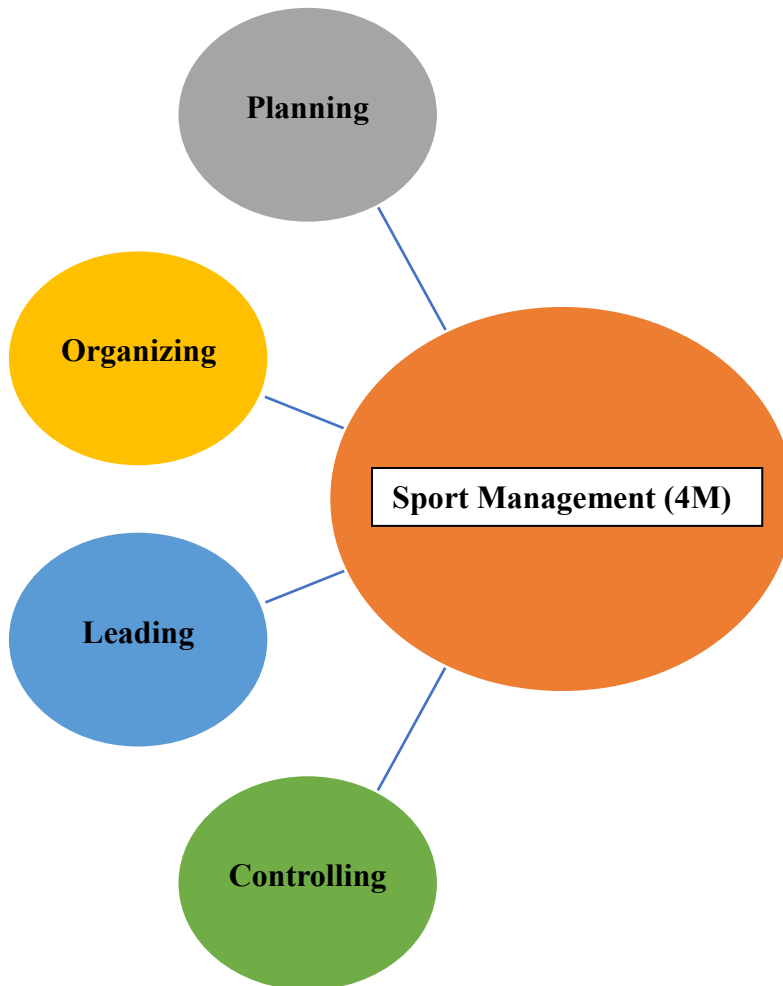 Planning
Organizing
Sport Management (4M)
Leading
Controlling